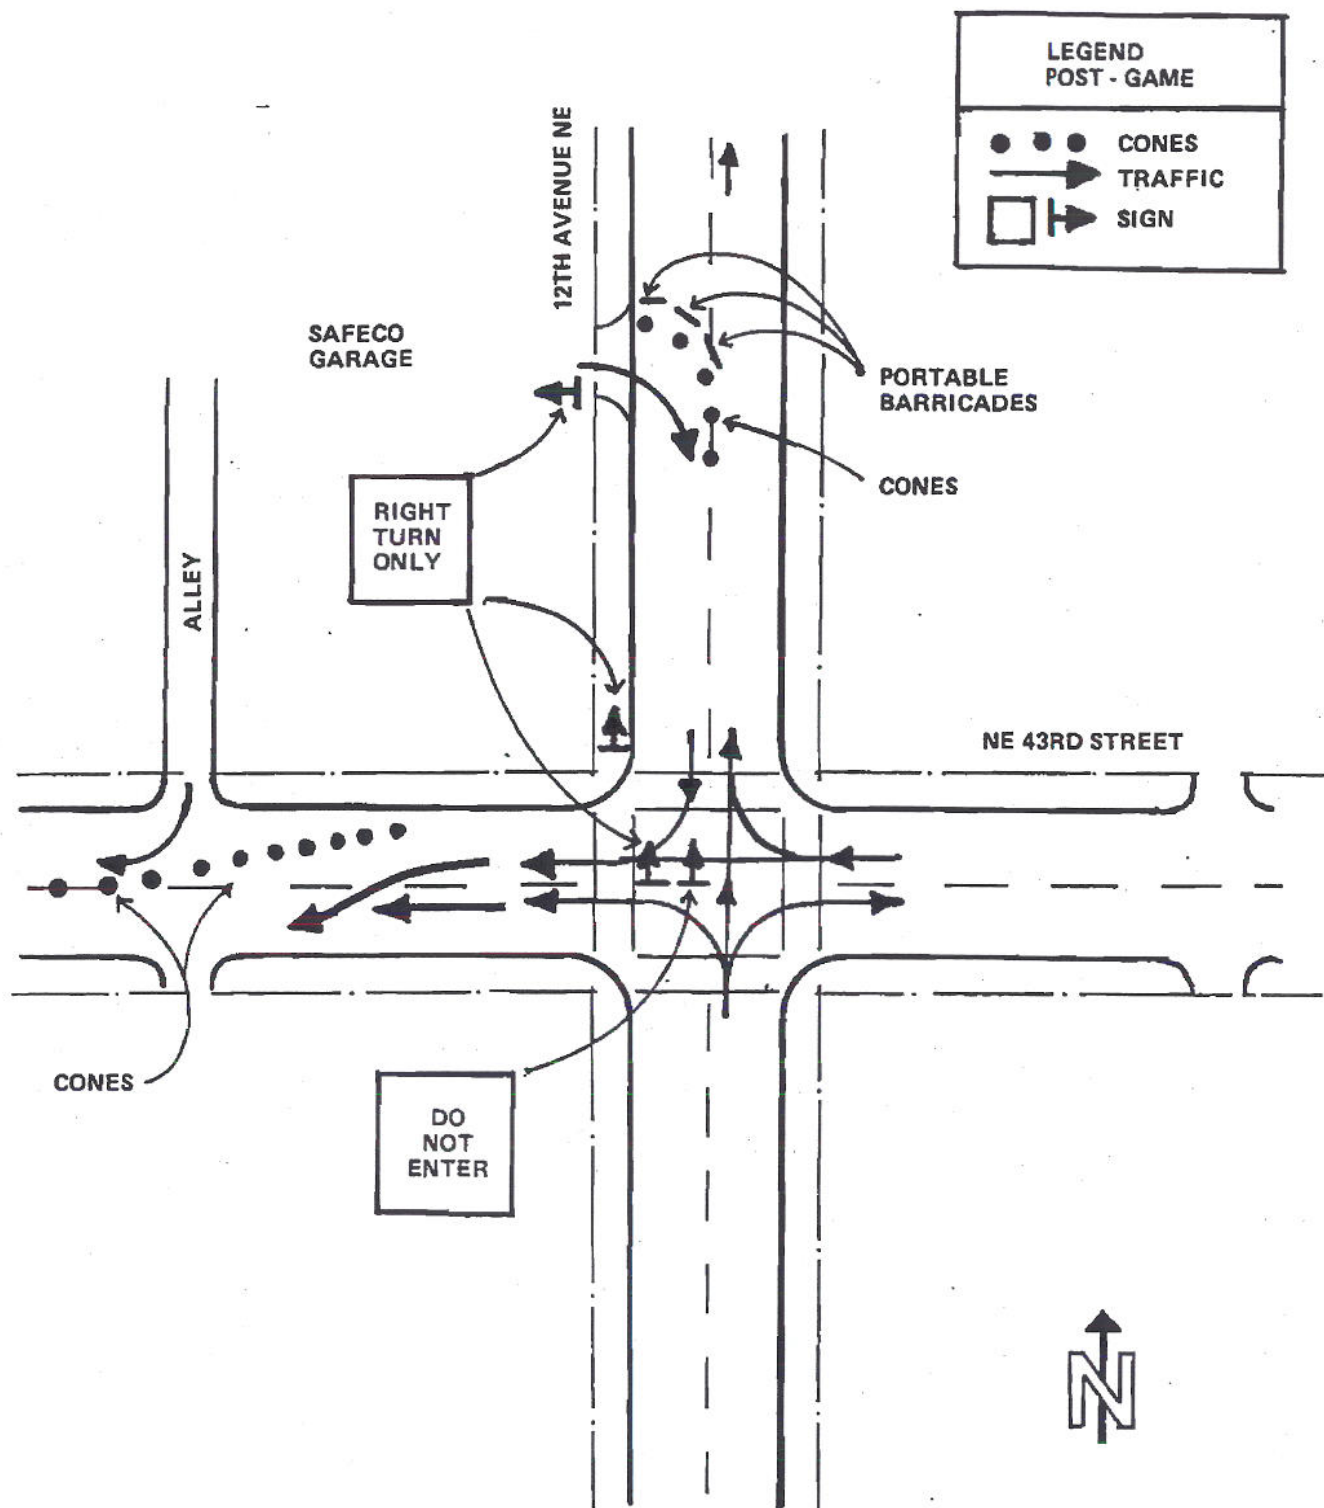 LEGEND
POST - GAME
CONES
TRAFFIC
SIGN
12TH AVENUE NE
SAFECO
GARAGE
PORTABLE
BARRICADES
CONES
RIGHT
TURN
ONLY
ALLEY
NE 43RD STREET
CONES
DO
NOT
ENTER
N